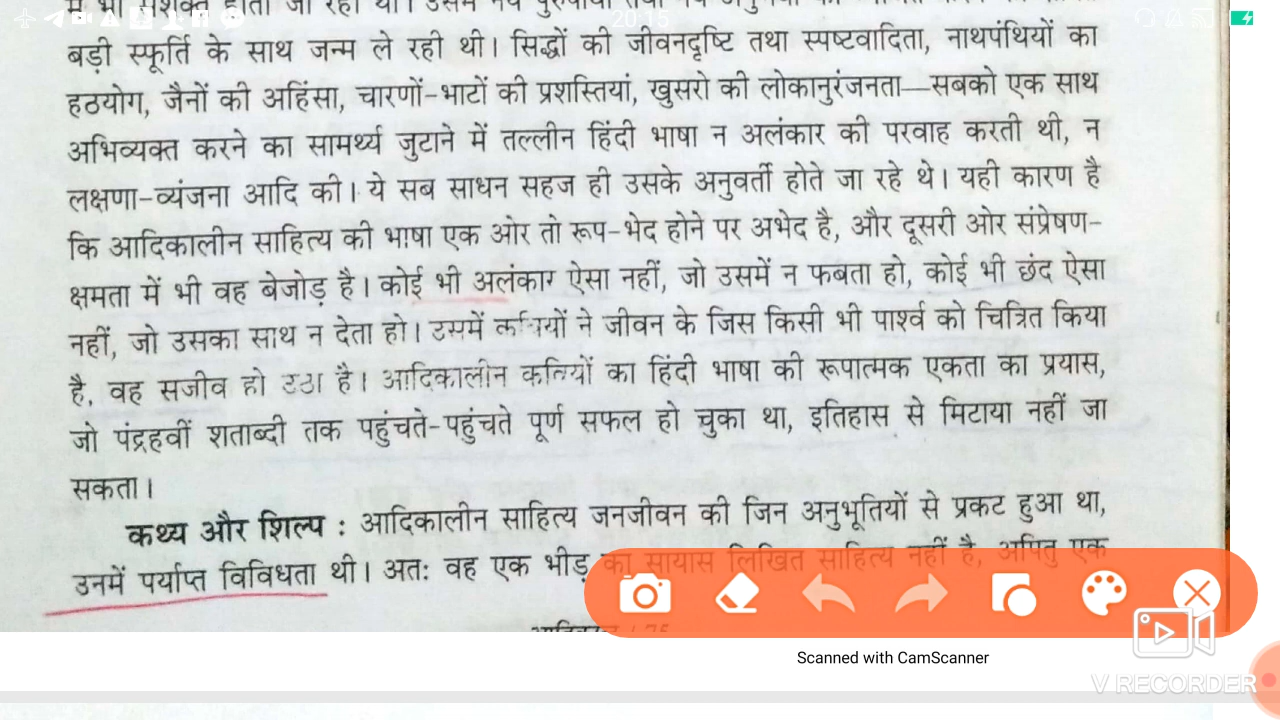 20:15
बड़ी स्फूर्ति के साथ जन्म ले रही थी। सिद्धों की जीवनदृष्टि तथा स्पष्टवादिता, नाथपंथियों का
हठयोग, जैनों की अहिंसा, चारणों-भाटों की प्रशस्तियां, खुसरो की लोकानुरंजनता—सबको एक साथ
अभिव्यक्त करने का सामर्थ्य जुटाने में तल्लीन हिंदी भाषा न अलंकार की परवाह करती थी, न
लक्षणा-व्यंजना आदि की। ये सब साधन सहज ही उसके अनुवर्ती होते जा रहे थे। यही कारण है
कि आदिकालीन साहित्य की भाषा एक ओर तो रूप-भेद होने पर अभेद है, और दूसरी ओर संप्रेषण-
क्षमता में भी वह बेजोड़ है। कोई भी अलंकार ऐसा नहीं, जो उसमें न फबता हो, कोई भी छंद ऐसा
नहीं, जो उसका साथ न देता हो। उसमें कवियों ने जीवन के जिस किसी भी पार्श्व को चित्रित किया
है, वह सजीव हो उठा है। आदिकालीन कवियों का हिंदी भाषा की रूपात्मक एकता का प्रयास,
जो पंद्रहवीं शताब्दी तक पहुंचते-पहुंचते पूर्ण सफल हो चुका था, इतिहास से मिटाया नहीं जा
सकता।
कथ्य और शिल्प : आदिकालीन साहित्य जनजीवन की जिन अनुभूतियों से प्रकट हुआ था,
उनमें पर्याप्त विविधता थी। अतः वह एक भीड़ का सायास लिखित साहित्य नहीं है, अपितु एक
Scanned with CamScanner
V RECORDER